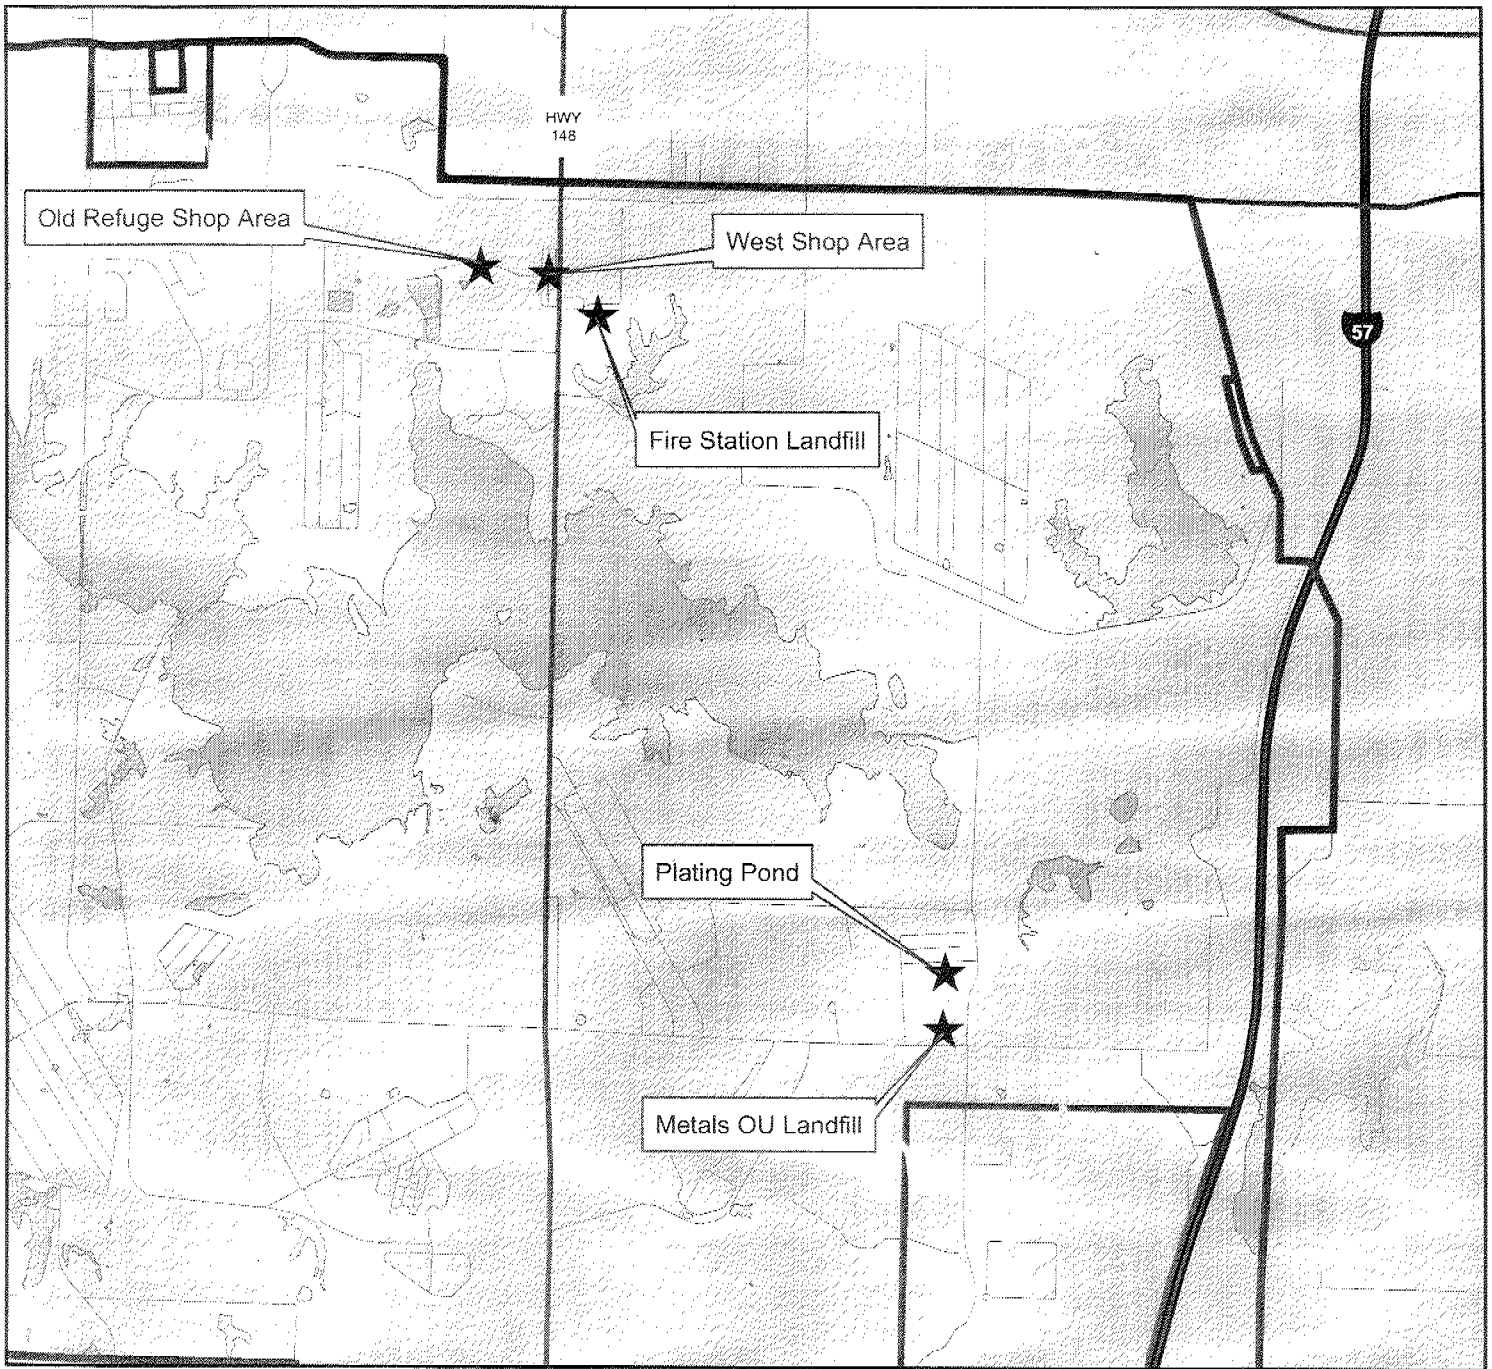 HWY
148
Old Refuge Shop Area
West Shop Area
57
Fire Station Landfill
Plating Pond
Metals OU Landfill